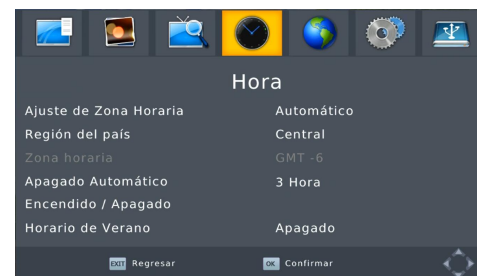 Hora
Ajuste de Zona Horaria Automático
Región del país Central
Zona horaria GMT -6
Apagado Automático 3 Hora
Encendido / Apagado
Horario de Verano Apagado
EXIT Regresar OK Confirmar